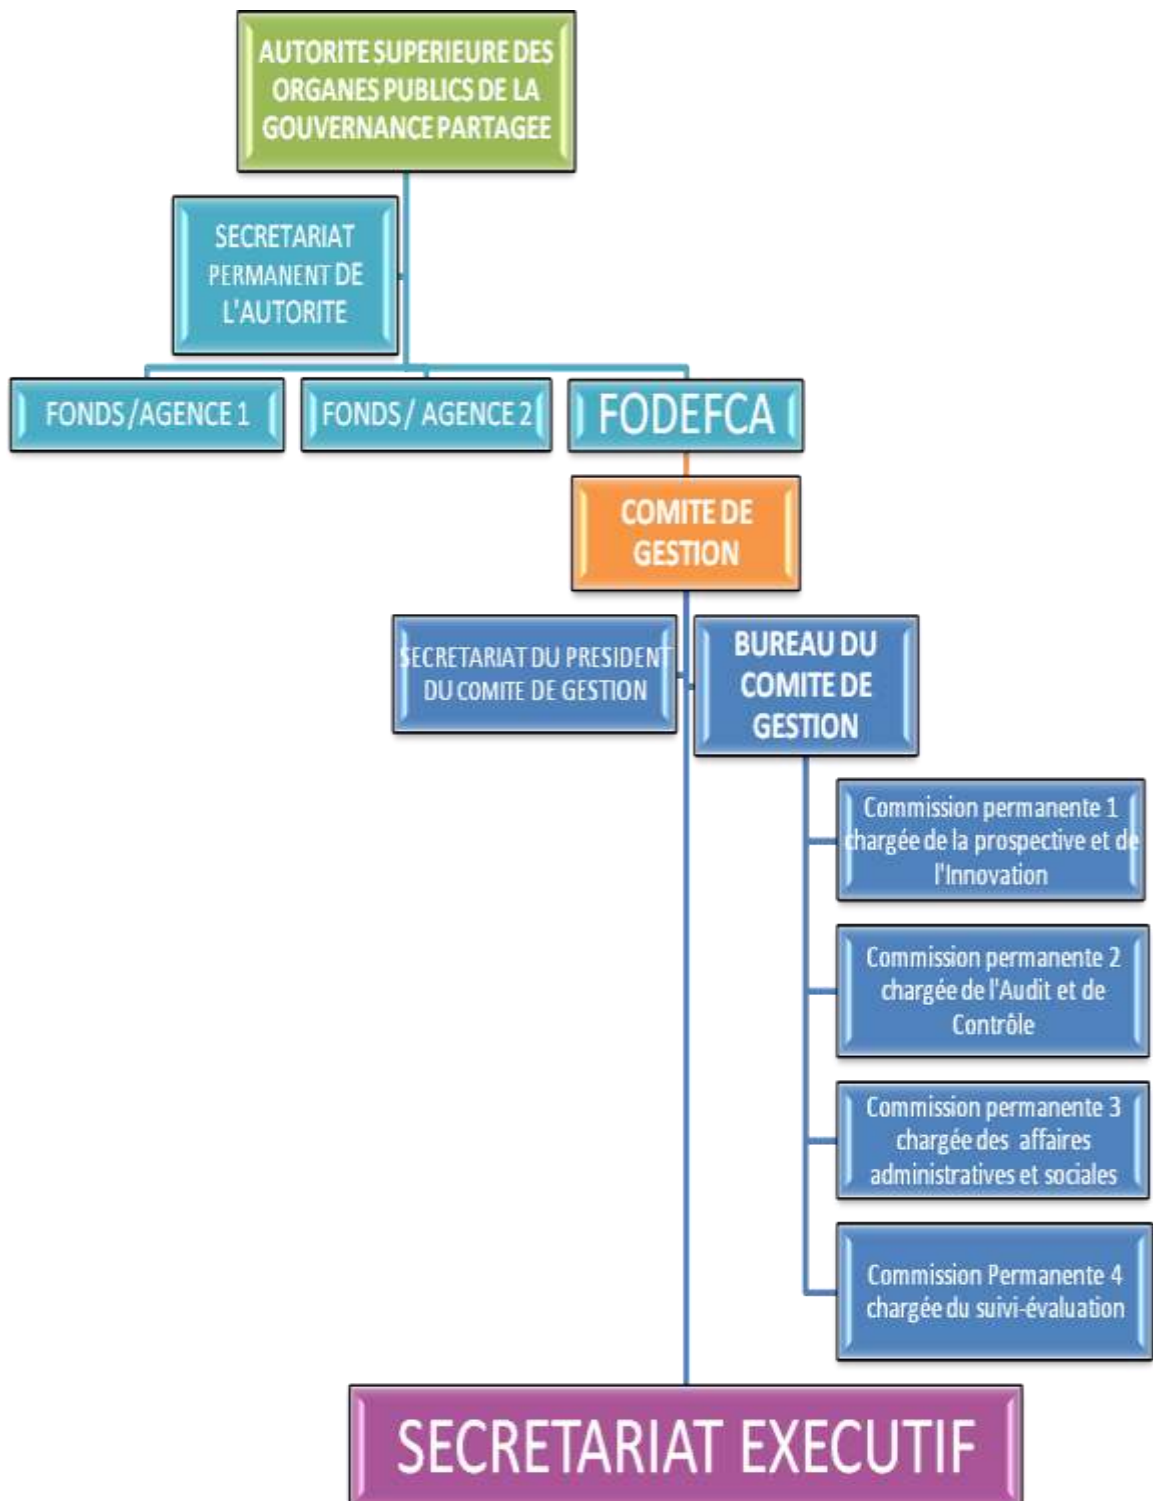 AUTORITE SUPERIEURE DES
ORGANES PUBLICS DE LA
GOUVERNANCE PARTAGEE
SECRETARIAT
PERMANENT DE
L'AUTORITE
FONDS /AGENCE 1
FONDS / AGENCE 2
FODEFCA
COMITE DE
GESTION
SECRETARIAT DU PRESIDENT
DU COMITE DE GESTION
BUREAU DU
COMITE DE
GESTION
Commission permanente 1
chargée de la prospective et de
l'Innovation
Commission permanente 2
chargée de l'Audit et de
Contrôle
Commission permanente 3
chargée des affaires
administratives et sociales
Commission Permanente 4
chargée du suivi-évaluation
SECRETARIAT EXECUTIF